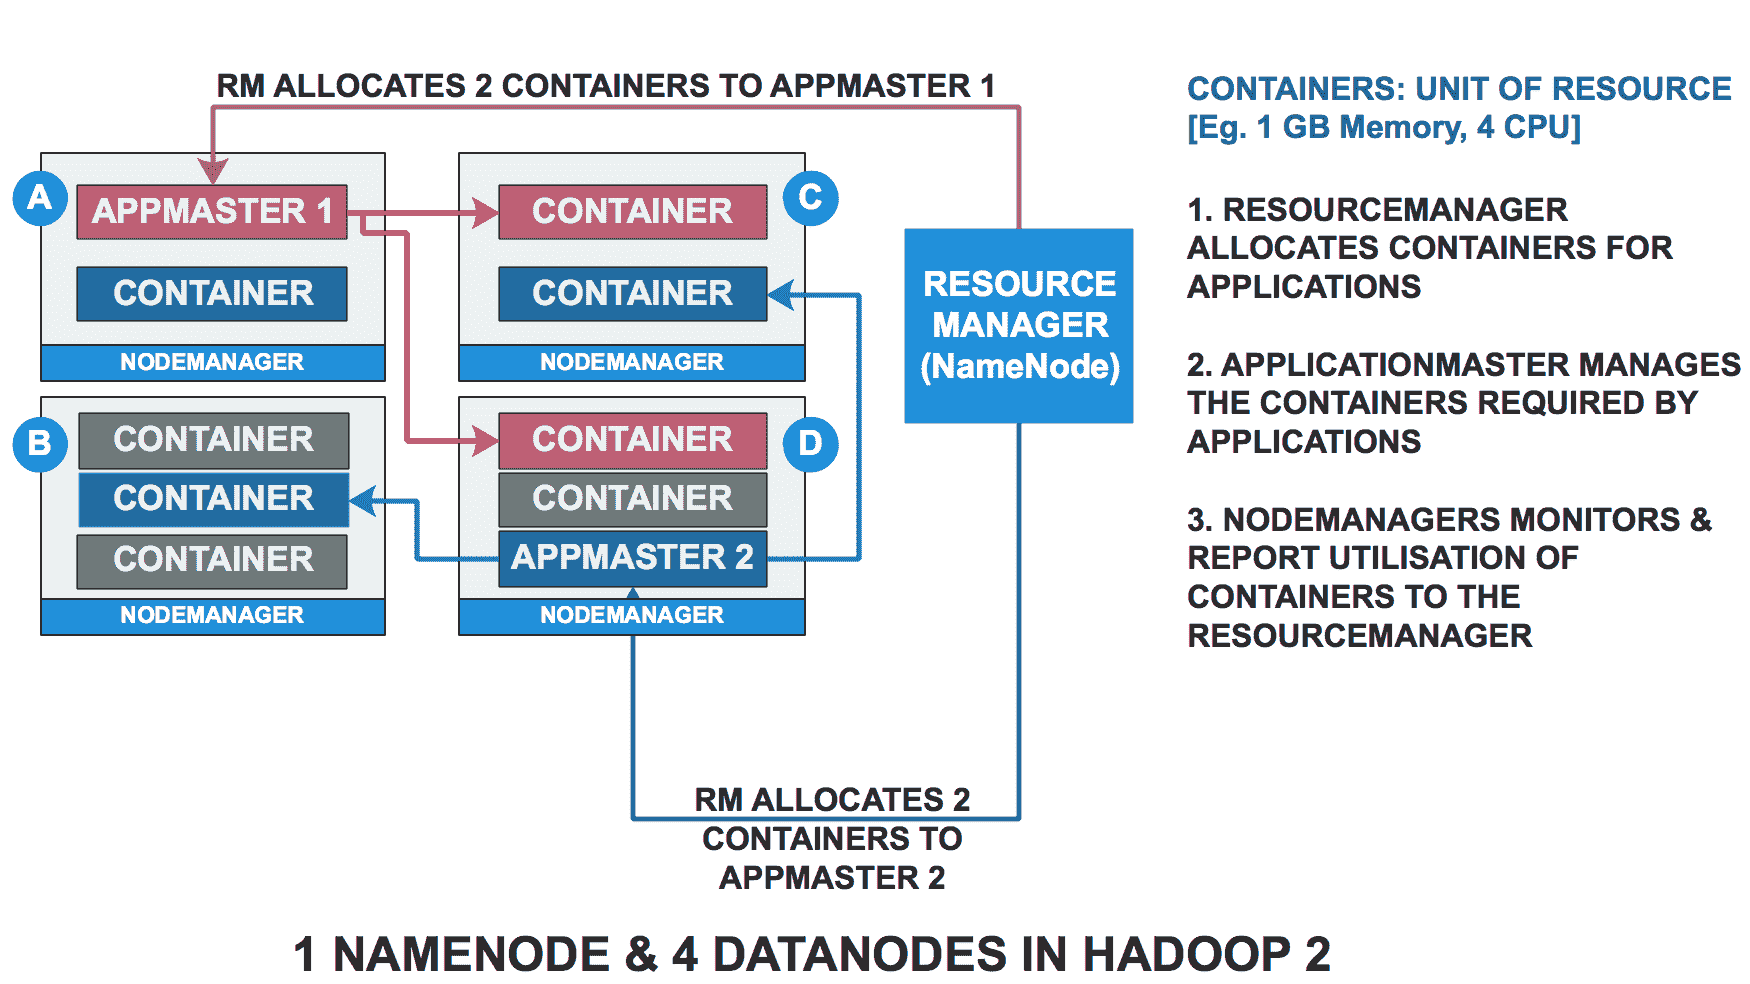 RM ALLOCATES 2 CONTAINERS TO APPMASTER 1
A
APPMASTER 1
CONTAINER
NODEMANAGER
C
CONTAINER
CONTAINER
NODEMANAGER
B
CONTAINER
CONTAINER
CONTAINER
NODEMANAGER
D
CONTAINER
CONTAINER
APPMASTER 2
NODEMANAGER
RESOURCE
MANAGER
(NameNode)
RM ALLOCATES 2
CONTAINERS TO
APPMASTER 2
CONTAINERS: UNIT OF RESOURCE
[Eg. 1 GB Memory, 4 CPU]
1. RESOURCEMANAGER
ALLOCATES CONTAINERS FOR
APPLICATIONS
2. APPLICATIONMASTER MANAGES
THE CONTAINERS REQUIRED BY
APPLICATIONS
3. NODEMANAGERS MONITORS &
REPORT UTILISATION OF
CONTAINERS TO THE
RESOURCEMANAGER
1 NAMENODE & 4 DATANODES IN HADOOP 2